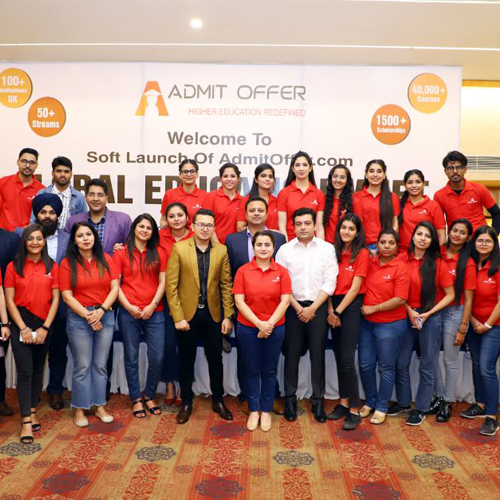 100+
Institutions
UK
50+
Streams
ADMIT OFFER
HIGHER EDUCATION REDEFINED
40,000+
Courses
1500+
Scholarships
Welcome To
Soft Launch Of AdmitOffer.com